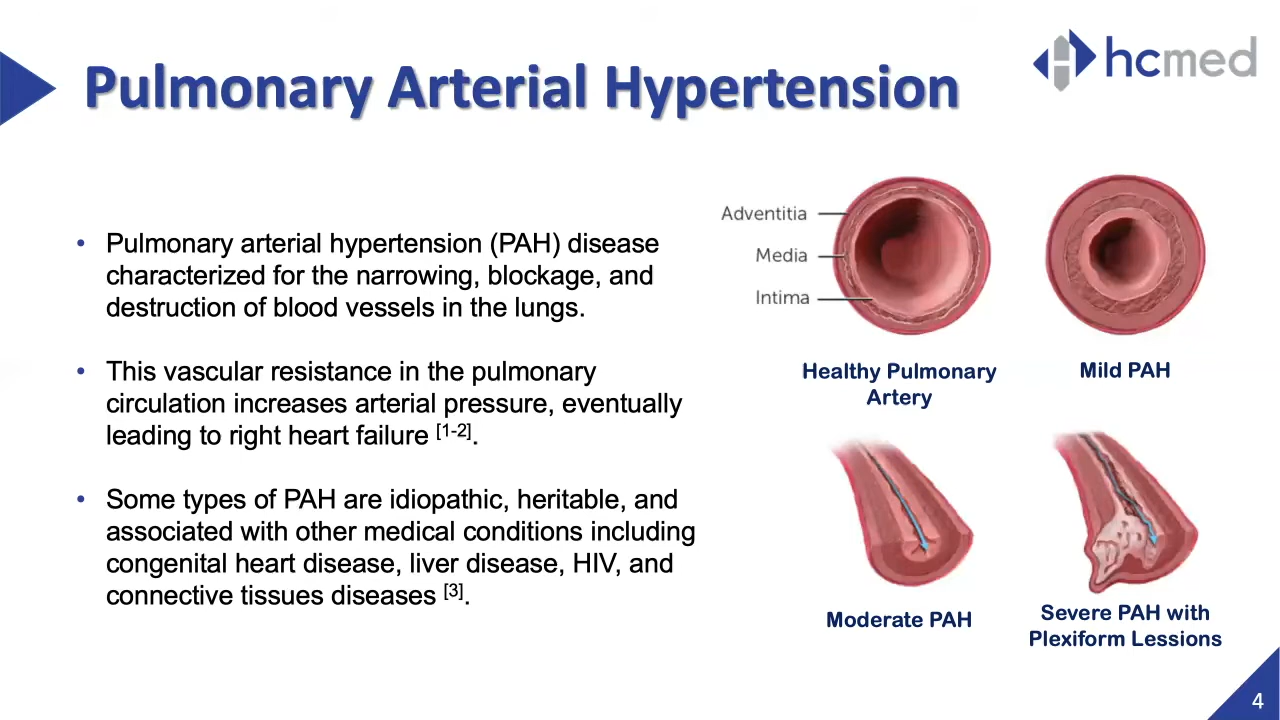 Pulmonary Arterial Hypertension
hcmed
• Pulmonary arterial hypertension (PAH) disease
characterized for the narrowing, blockage, and
destruction of blood vessels in the lungs.
• This vascular resistance in the pulmonary
circulation increases arterial pressure, eventually
leading to right heart failure [1-2].
• Some types of PAH are idiopathic, heritable, and
associated with other medical conditions including
congenital heart disease, liver disease, HIV, and
connective tissues diseases [3].
Adventitia
Media
Intima
Healthy Pulmonary
Artery
Mild PAH
Moderate PAH
Severe PAH with
Plexiform Lessions
4